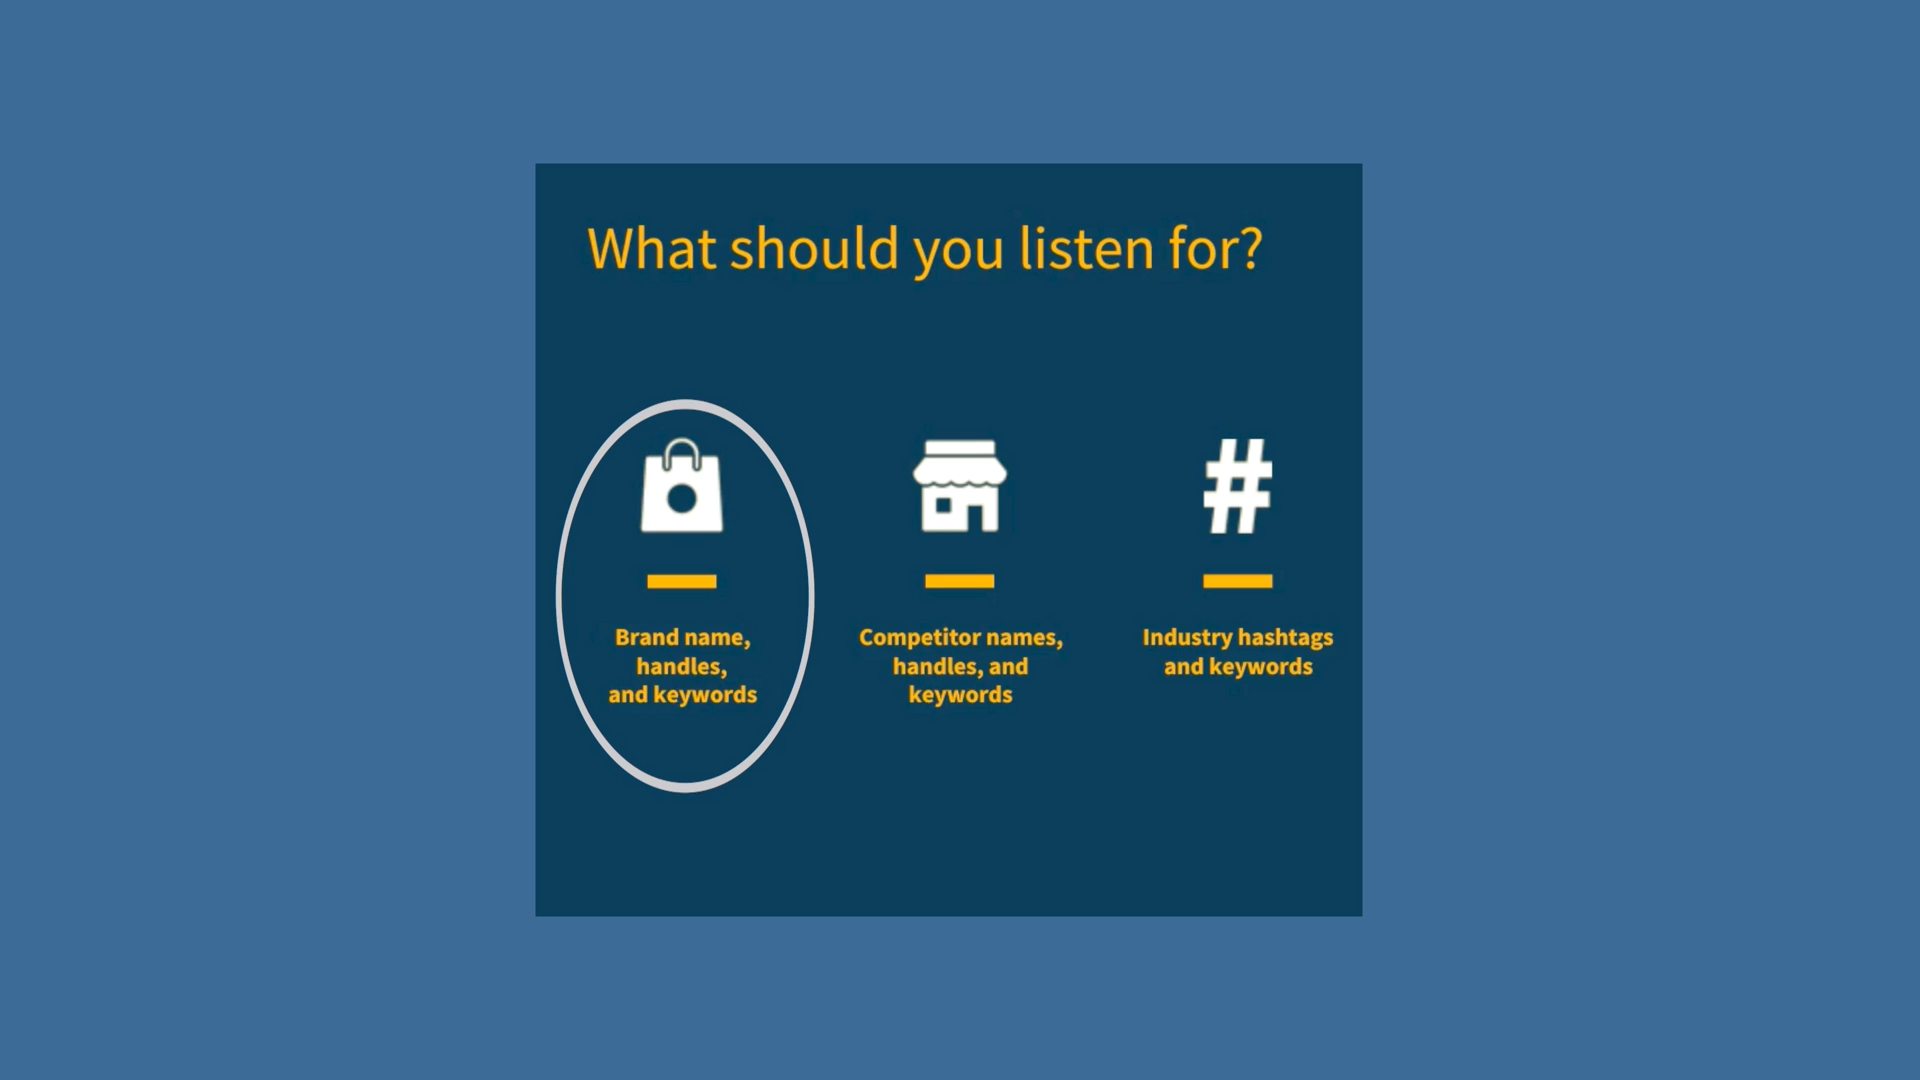 What should you listen for?
#
Brand name,
handles,
and keywords
Competitor names,
handles, and
keywords
Industry hashtags
and keywords